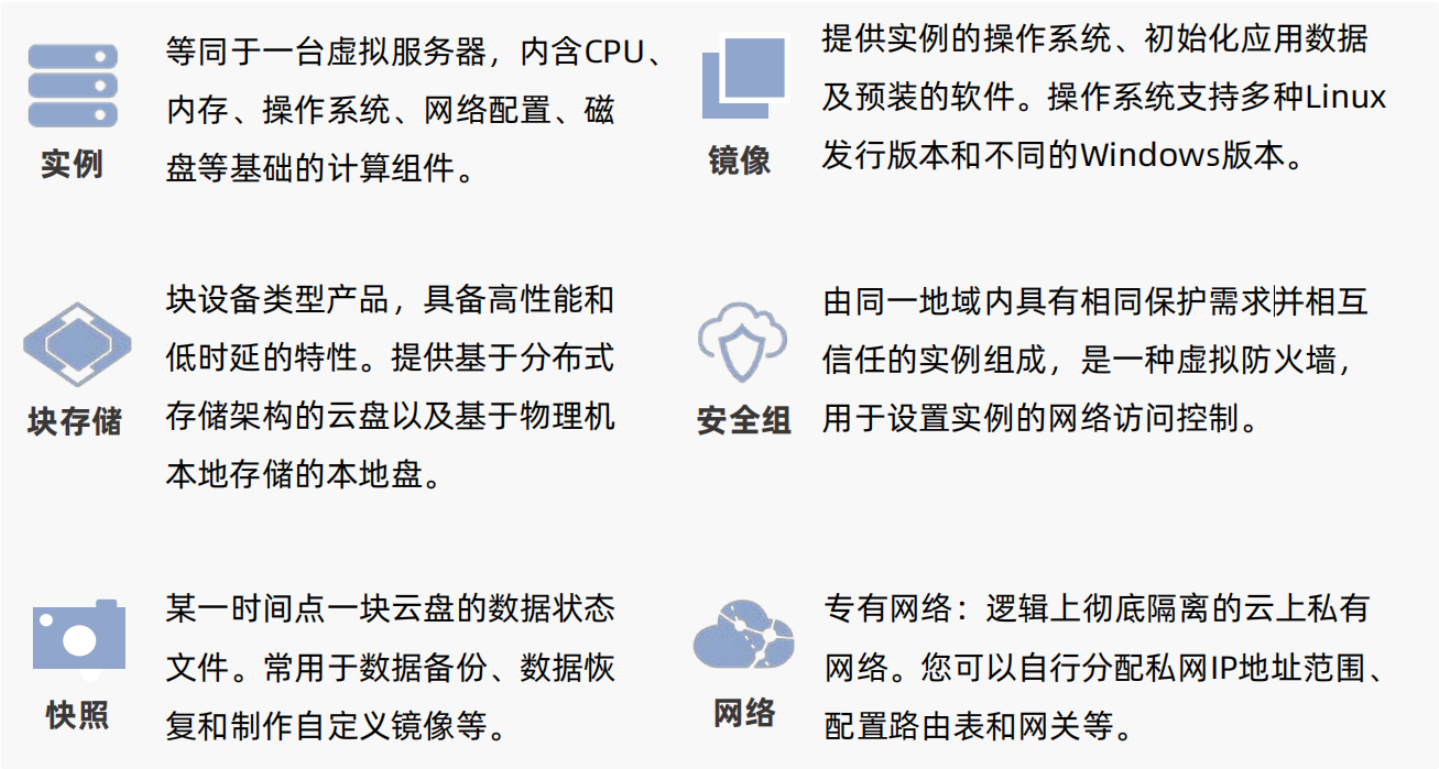 等同于一台虚拟服务器，内含CPU、
内存、操作系统、网络配置、磁
盘等基础的计算组件。
实例
提供实例的操作系统、初始化应用数据
及预装的软件。操作系统支持多种Linux
发行版本和不同的Windows版本。
镜像
块设备类型产品，具备高性能和
低时延的特性。提供基于分布式
存储架构的云盘以及基于物理机
本地存储的本地盘。
块存储
由同一地域内具有相同保护需求并相互
信任的实例组成，是一种虚拟防火墙，
用于设置实例的网络访问控制。
安全组
某一时间点一块云盘的数据状态
文件。常用于数据备份、数据恢
复和制作自定义镜像等。
快照
专有网络：逻辑上彻底隔离的云上私有
网络。您可以自行分配私网IP地址范围、
配置路由表和网关等。
网络